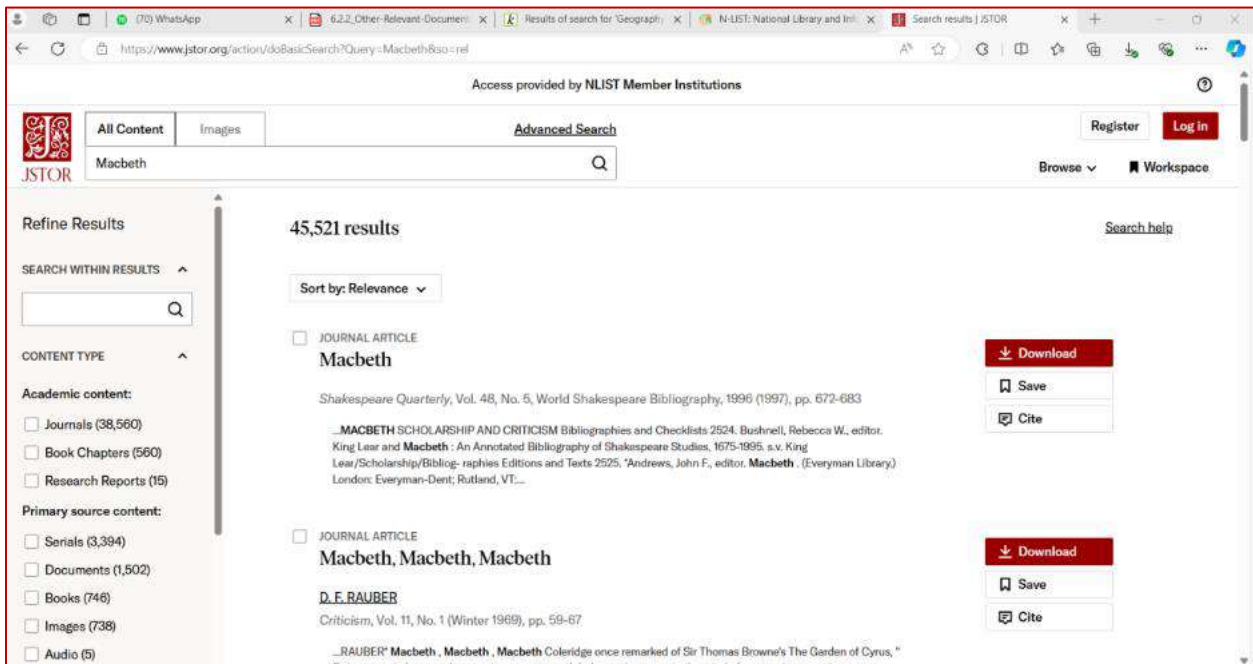 (70) WhatsApp
6.2.2_Other-Relevant-Document
Results of search for 'Geography
N-LIST: National Library and Inf
Search results | JSTOR
https://www.jstor.org/action/doBasicSearch?Query=Macbeth&so=rel
Access provided by NLIST Member Institutions
All Content
Images
Advanced Search
Register
Log in
JSTOR
Macbeth
Browse
Workspace
Refine Results
45,521 results
Search help
SEARCH WITHIN RESULTS
Sort by: Relevance
CONTENT TYPE
Academic content:
Journals (38,560)
Book Chapters (560)
Research Reports (15)
Primary source content:
Serials (3,394)
Documents (1,502)
Books (746)
Images (738)
Audio (5)
JOURNAL ARTICLE
Macbeth
Shakespeare Quarterly, Vol. 48, No. 5, World Shakespeare Bibliography, 1996 (1997), pp. 672-683
...MACBETH SCHOLARSHIP AND CRITICISM Bibliographies and Checklists 2524. Bushnell, Rebecca W., editor.
King Lear and Macbeth : An Annotated Bibliography of Shakespeare Studies, 1675-1995. s.v. King
Lear/Scholarship/Bibliog- raphies Editions and Texts 2525. "Andrews, John F., editor. Macbeth . (Everyman Library.)
London: Everyman-Dent; Rutland, VT:...
Download
Save
Cite
JOURNAL ARTICLE
Macbeth, Macbeth, Macbeth
D. F. RAUBER
Criticism, Vol. 11, No. 1 (Winter 1969), pp. 59-67
...RAUBER" Macbeth , Macbeth , Macbeth Coleridge once remarked of Sir Thomas Browne's The Garden of Cyrus, "
Download
Save
Cite